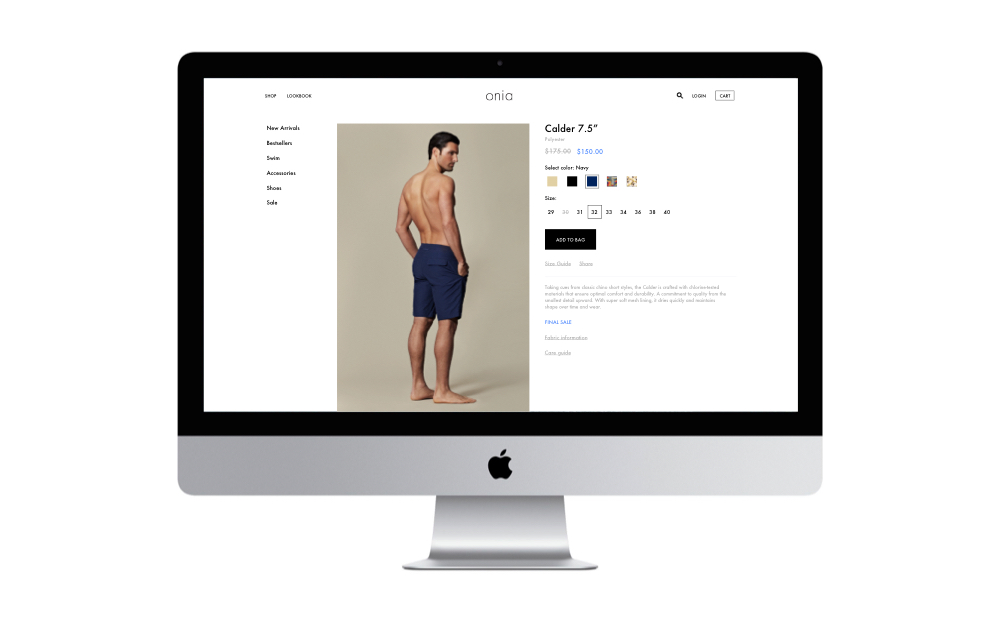 SHOP LOOKBOOK
onia
LOGIN CART
New Arrivals
Bestsellers
Swim
Accessories
Shoes
Sale
Calder 7.5"
Polyester
$175.00 $150.00
Select color: Navy
Size:
29 30 31 32 33 34 36 38 40
ADD TO BAG
Size Guide Share
Taking cues from classic chino short styles, the Calder is crafted with chlorine-tested
materials that ensure optimal comfort and durability. A commitment to quality from the
smallest detail upward. With super soft mesh lining, it dries quickly and maintains
shape over time and wear.
FINAL SALE
Fabric information
Care guide